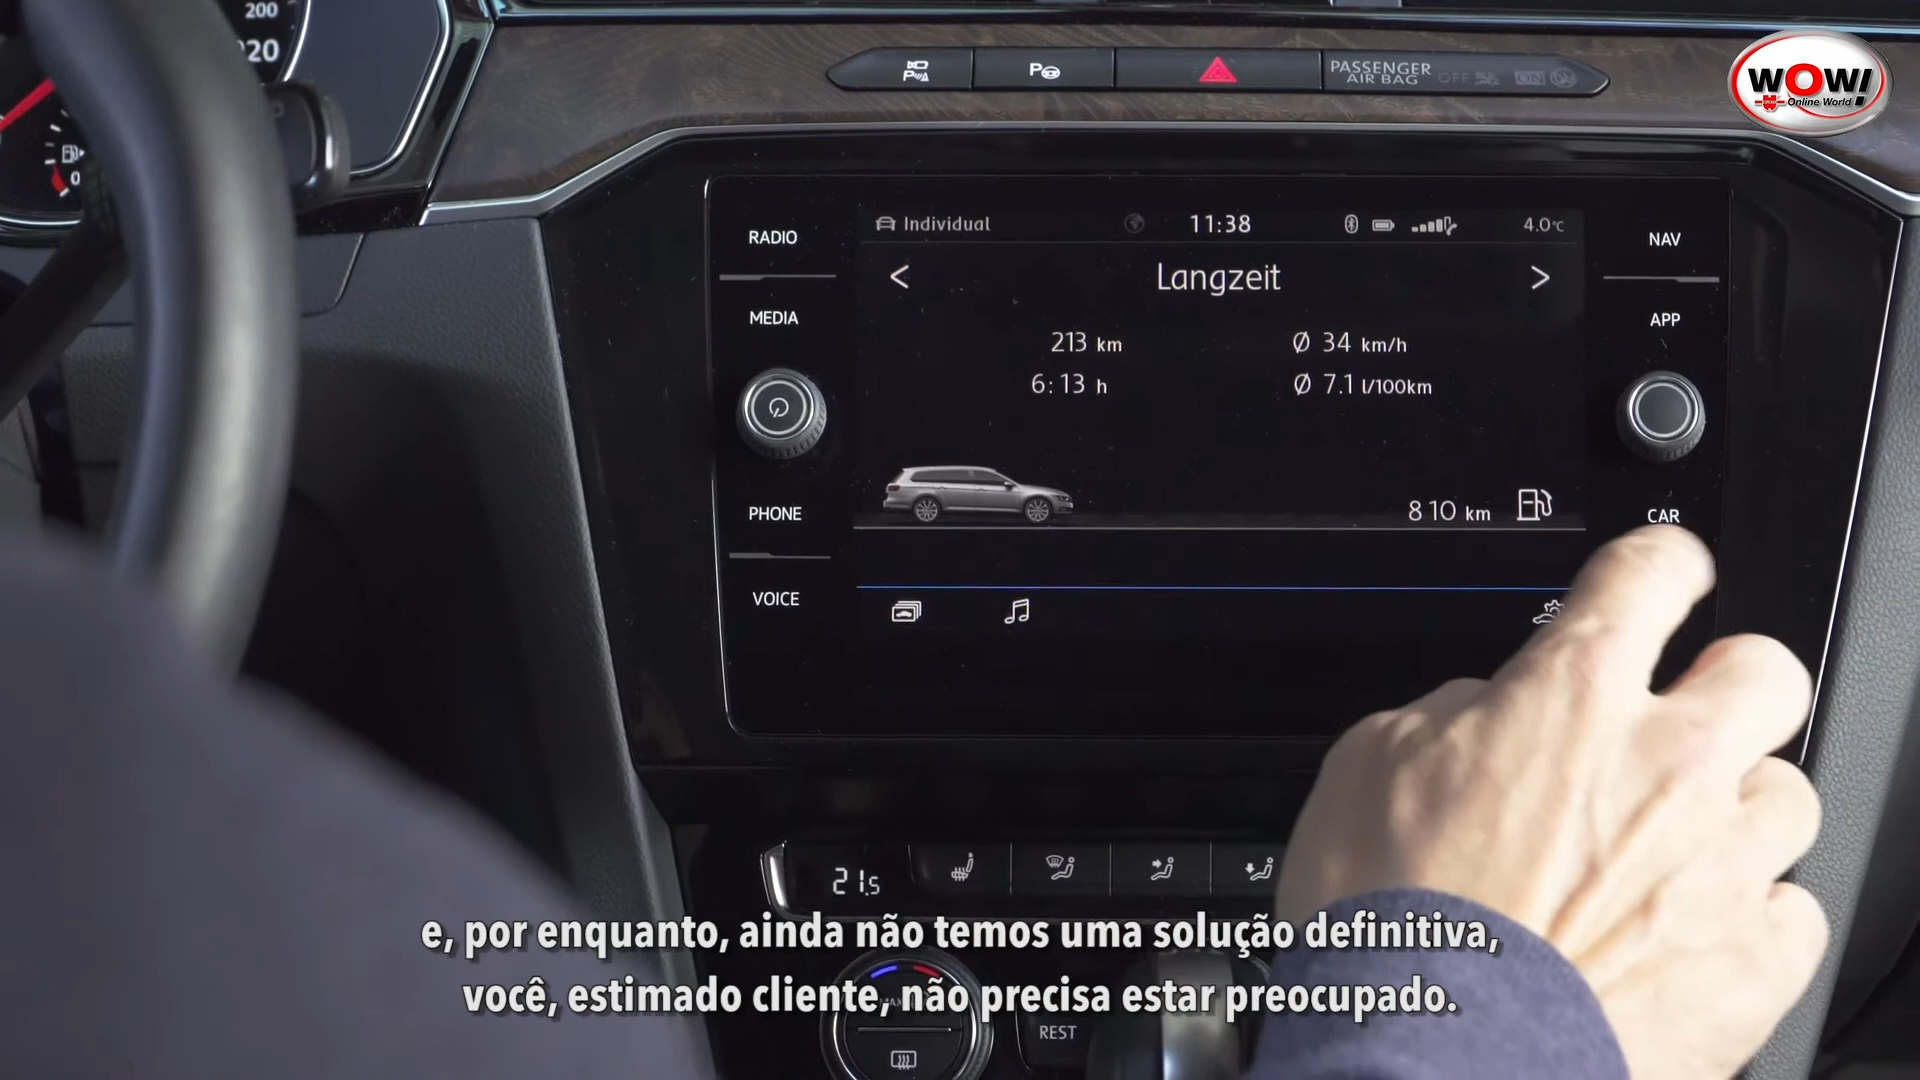 200
20
0
P
PASSENGER
AIR BAG OFF ON
WOW!
Online World
RADIO
MEDIA
PHONE
VOICE
Individual
11:38
4.0°C
< Langzeit >
213 km
Ø 34 km/h
6:13 h
Ø 7.1 l/100km
810 km
NAV
APP
CAR
21.5
e, por enquanto, ainda não temos uma solução definitiva,
você, estimado cliente, não precisa estar preocupado.
REST